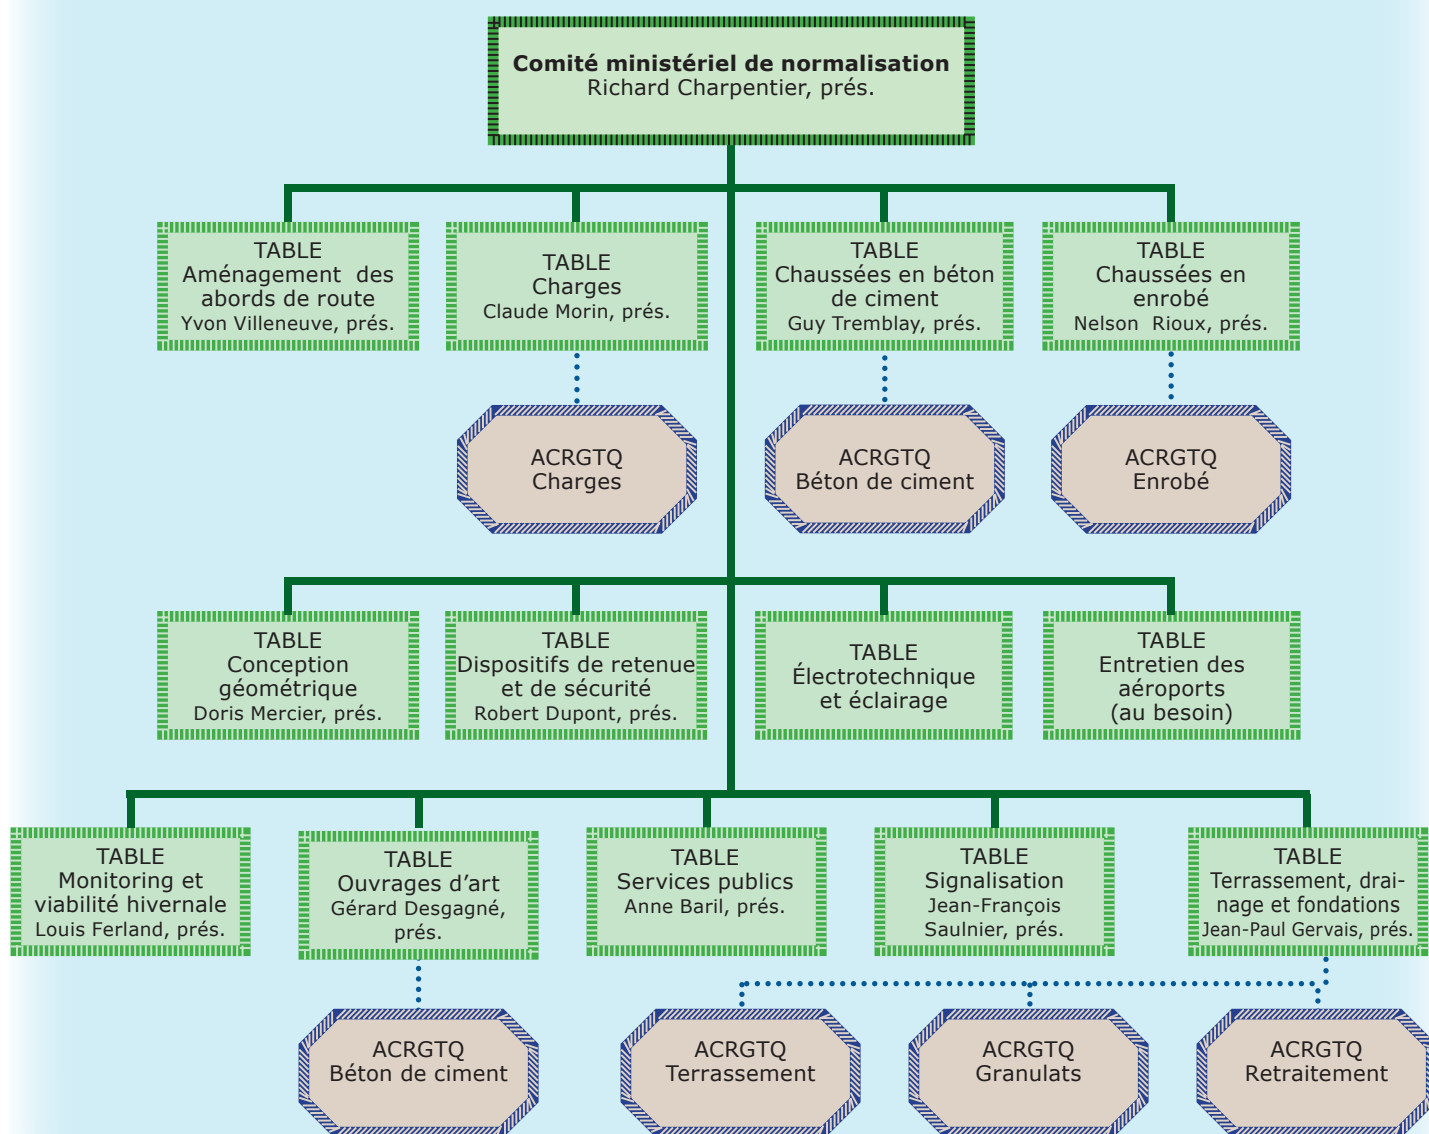 Comité ministériel de normalisation
Richard Charpentier, prés.
TABLE
Aménagement des
abords de route
Yvon Villeneuve, prés.
TABLE
Charges
Claude Morin, prés.
TABLE
Chaussées en béton
de ciment
Guy Tremblay, prés.
TABLE
Chaussées en
enrobé
Nelson Rioux, prés.
ACRGTQ
Charges
ACRGTQ
Béton de ciment
ACRGTQ
Enrobé
TABLE
Conception
géométrique
Doris Mercier, prés.
TABLE
Dispositifs de retenue
et de sécurité
Robert Dupont, prés.
TABLE
Électrotechnique
et éclairage
TABLE
Entretien des
aéroports
(au besoin)
TABLE
Monitoring et
viabilité hivernale
Louis Ferland, prés.
TABLE
Ouvrages d’art
Gérard Desgagné,
prés.
TABLE
Services publics
Anne Baril, prés.
TABLE
Signalisation
Jean-François
Saulnier, prés.
TABLE
Terrassement, drai-
nage et fondations
Jean-Paul Gervais, prés.
ACRGTQ
Béton de ciment
ACRGTQ
Terrassement
ACRGTQ
Granulats
ACRGTQ
Retraitement